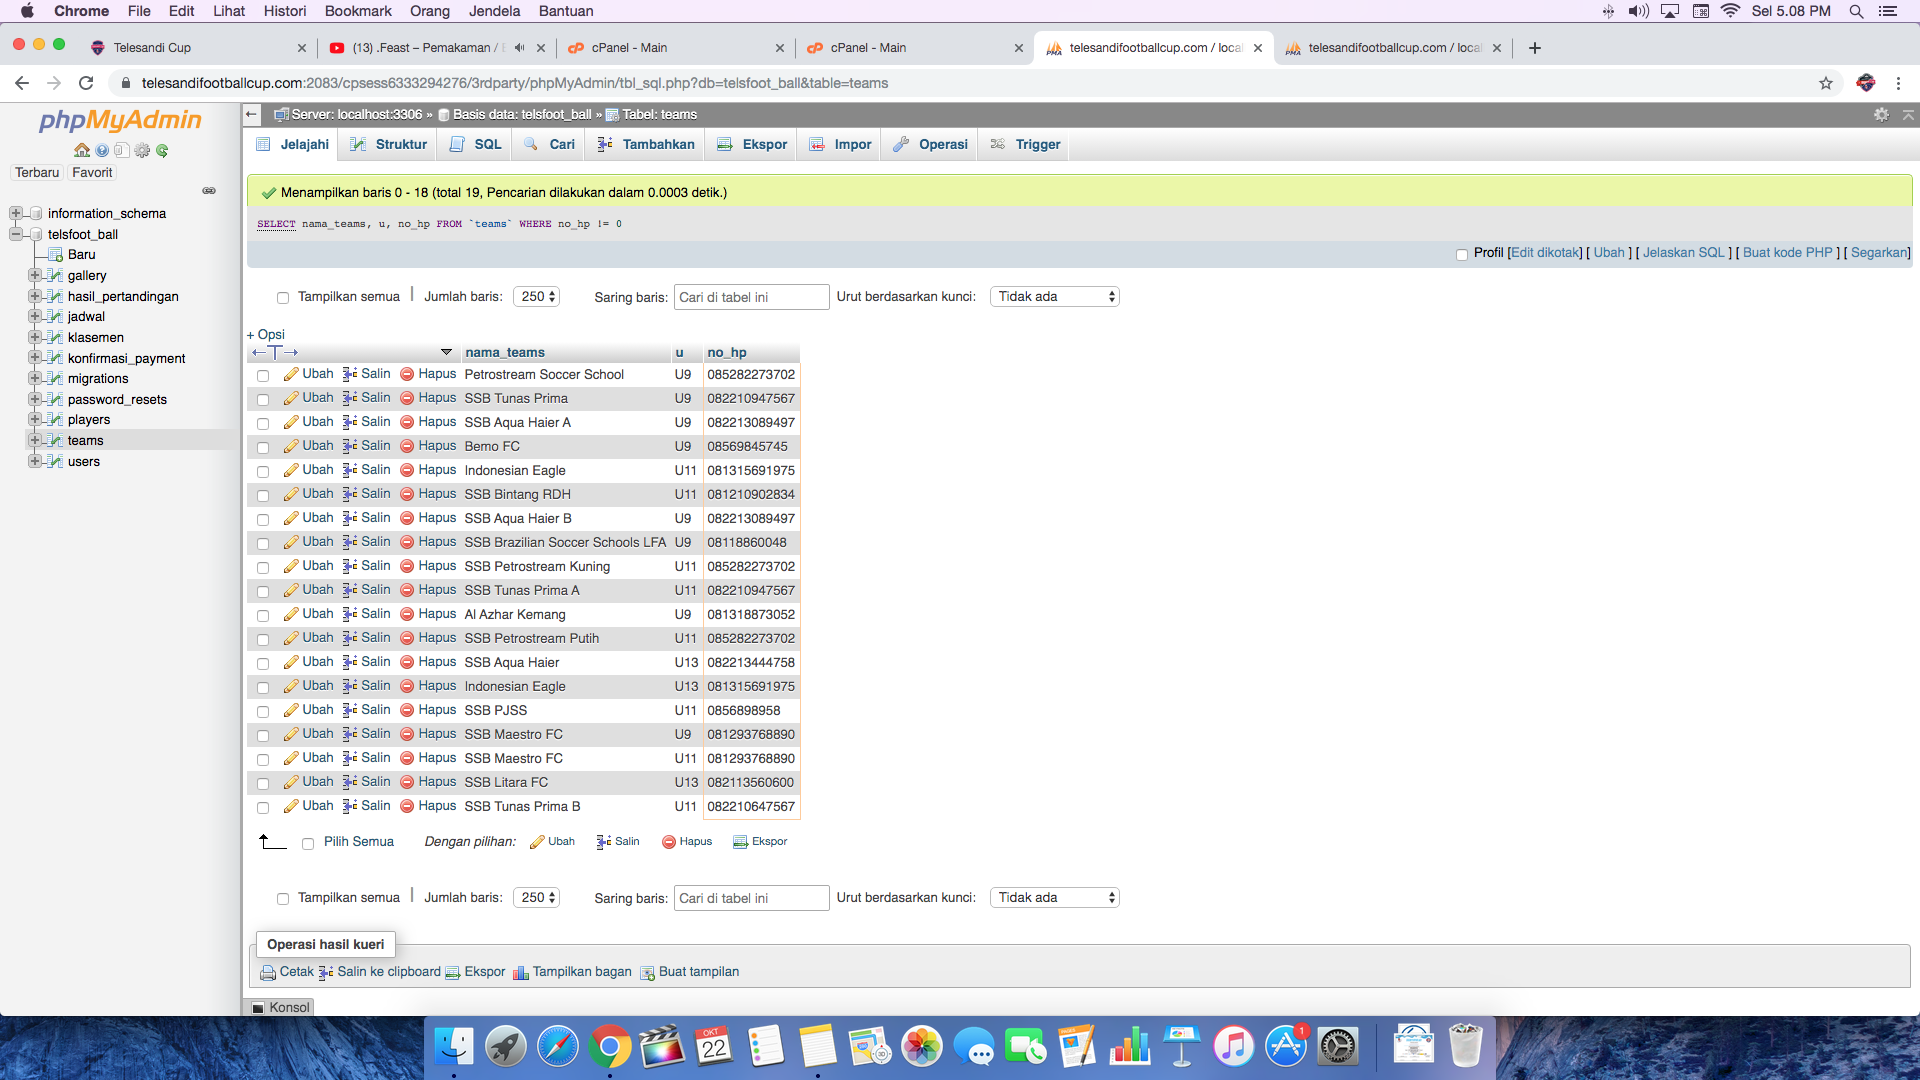 Chrome File Edit Lihat Histori Bookmark Orang Jendela Bantuan Sel 5.08 PM
Telesandi Cup (13) .Feast – Pemakaman / cPanel - Main cPanel - Main telesandifootballcup.com / local telesandifootballcup.com / local
telesandifootballcup.com:2083/cpsess6333294276/3rdparty/phpMyAdmin/tbl_sql.php?db=telsfoot_ball&table=teams
phpMyAdmin
Terbaru Favorit
information_schema
telsfoot_ball
Baru
gallery
hasil_pertandingan
jadwal
klasemen
konfirmasi_payment
migrations
password_resets
players
teams
users
Server: localhost:3306 » Basis data: telsfoot_ball » Tabel: teams
Jelajahi Struktur SQL Cari Tambahkan Ekspor Impor Operasi Trigger
Menampilkan baris 0 - 18 (total 19, Pencarian dilakukan dalam 0.0003 detik.)
SELECT nama_teams, u, no_hp FROM `teams` WHERE no_hp != 0
Profil [Edit dikotak] [ Ubah ] [ Jelaskan SQL ] [ Buat kode PHP ] [ Segarkan]
Tampilkan semua | Jumlah baris: 250 Saring baris: Cari di tabel ini Urut berdasarkan kunci: Tidak ada
+ Opsi
←T→ nama_teams u no_hp
Ubah Salin Hapus Petrostream Soccer School U9 085282273702
Ubah Salin Hapus SSB Tunas Prima U9 082210947567
Ubah Salin Hapus SSB Aqua Haier A U9 082213089497
Ubah Salin Hapus Bemo FC U9 08569845745
Ubah Salin Hapus Indonesian Eagle U11 081315691975
Ubah Salin Hapus SSB Bintang RDH U11 081210902834
Ubah Salin Hapus SSB Aqua Haier B U9 082213089497
Ubah Salin Hapus SSB Brazilian Soccer Schools LFA U9 08118860048
Ubah Salin Hapus SSB Petrostream Kuning U11 085282273702
Ubah Salin Hapus SSB Tunas Prima A U11 082210947567
Ubah Salin Hapus Al Azhar Kemang U9 081318873052
Ubah Salin Hapus SSB Petrostream Putih U11 085282273702
Ubah Salin Hapus SSB Aqua Haier U13 082213444758
Ubah Salin Hapus Indonesian Eagle U13 081315691975
Ubah Salin Hapus SSB PJSS U11 0856898958
Ubah Salin Hapus SSB Maestro FC U9 081293768890
Ubah Salin Hapus SSB Maestro FC U11 081293768890
Ubah Salin Hapus SSB Litara FC U13 082113560600
Ubah Salin Hapus SSB Tunas Prima B U11 082210647567
Pilih Semua Dengan pilihan: Ubah Salin Hapus Ekspor
Tampilkan semua | Jumlah baris: 250 Saring baris: Cari di tabel ini Urut berdasarkan kunci: Tidak ada
Operasi hasil kueri
Cetak Salin ke clipboard Ekspor Tampilkan bagan Buat tampilan
Konsol
OKT
22
1